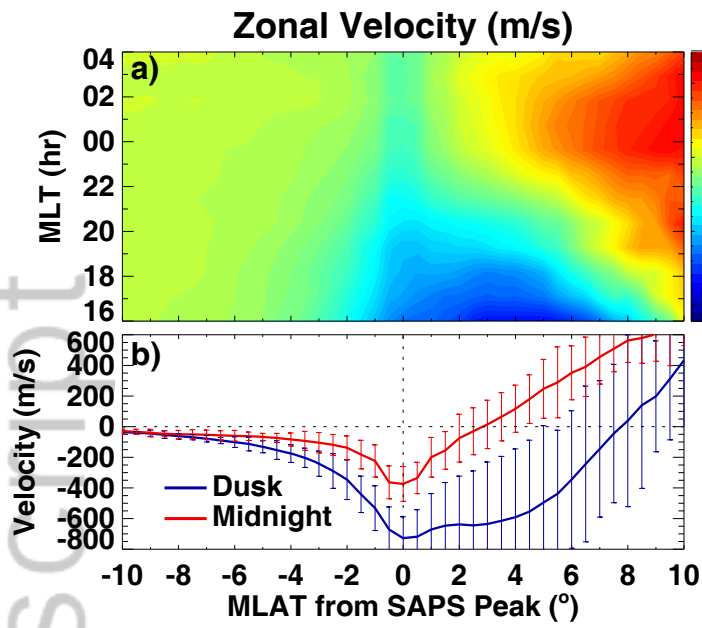 Zonal Velocity (m/s)
a)
04
02
00
22
20
18
16
MLT (hr)
b)
600
400
200
0
-200
-400
-600
-800
Velocity (m/s)
Dusk
Midnight
-10 -8 -6 -4 -2 0 2 4 6 8 10
MLAT from SAPS Peak (°)
script